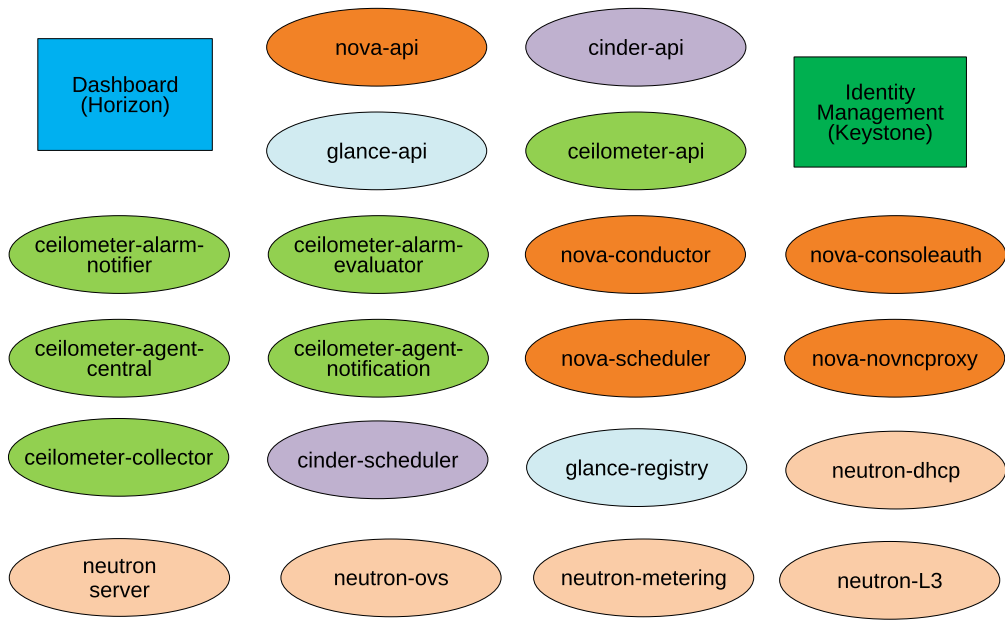 Dashboard
(Horizon)
nova-api
cinder-api
Identity
Management
(Keystone)
glance-api
ceilometer-api
ceilometer-alarm-
notifier
ceilometer-alarm-
evaluator
nova-conductor
nova-consoleauth
ceilometer-agent-
central
ceilometer-agent-
notification
nova-scheduler
nova-novncproxy
ceilometer-collector
cinder-scheduler
glance-registry
neutron-dhcp
neutron
server
neutron-ovs
neutron-metering
neutron-L3